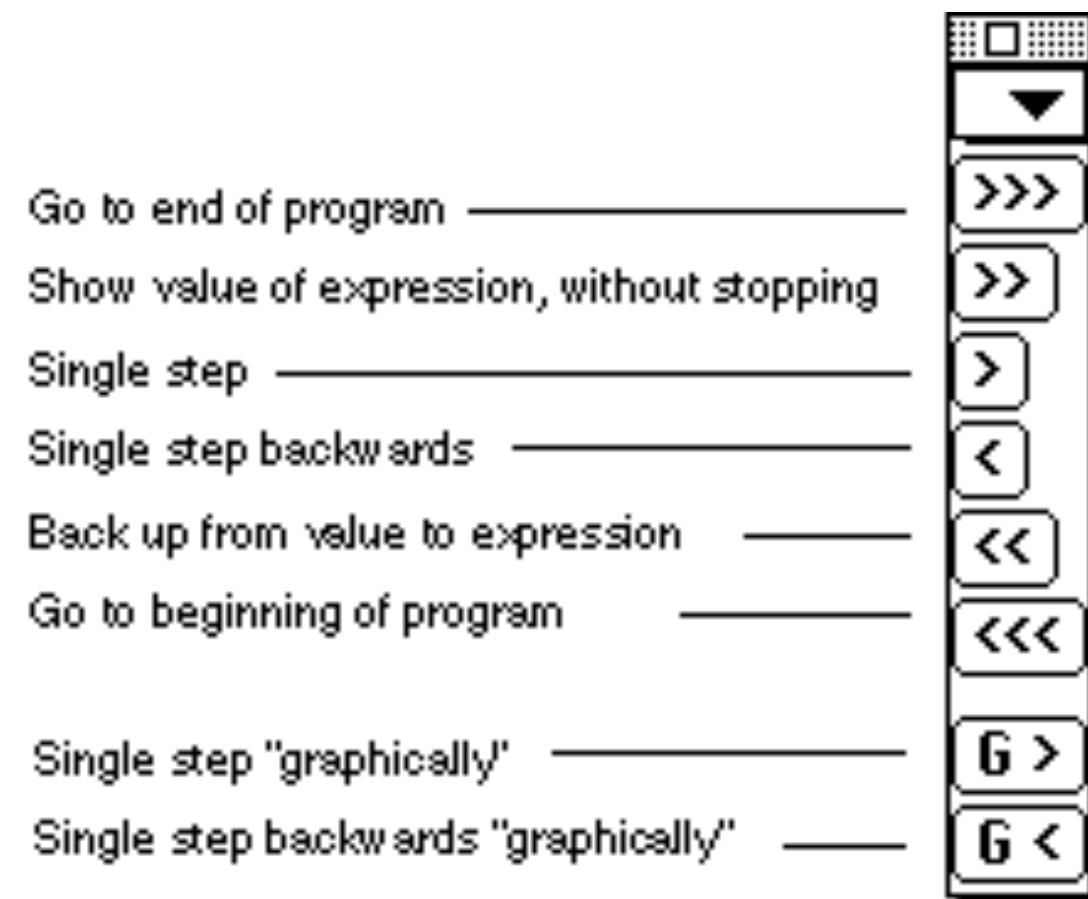 Go to end of program >>>
Show value of expression, without stopping >>
Single step >
Single step backwards <
Back up from value to expression <<
Go to beginning of program <<<
Single step "graphically" G >
Single step backwards "graphically" G <